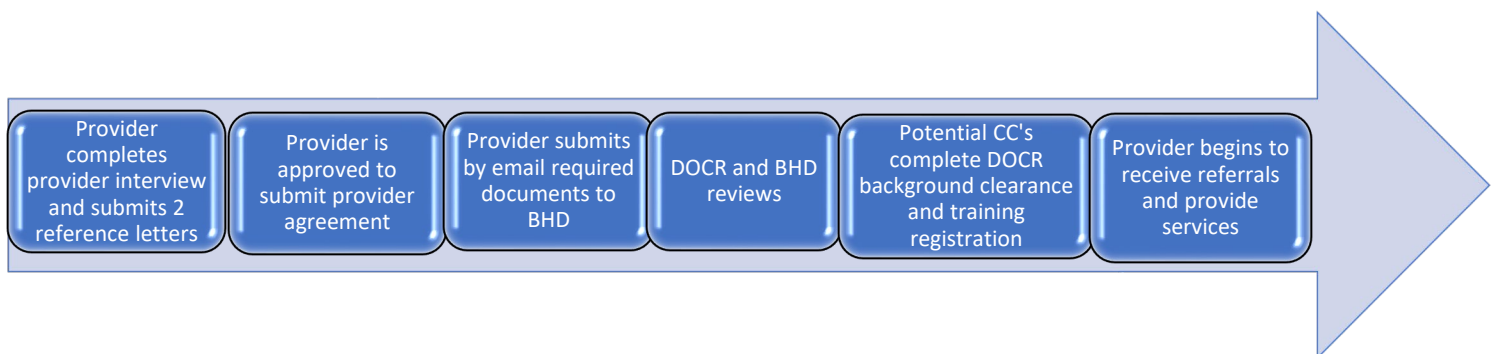 Provider
completes
provider interview
and submits 2
reference letters
Provider is
approved to
submit provider
agreement
Provider submits
by email required
documents to
BHD
DOCR and BHD
reviews
Potential CC's
complete DOCR
background clearance
and training
registration
Provider begins to
receive referrals
and provide
services